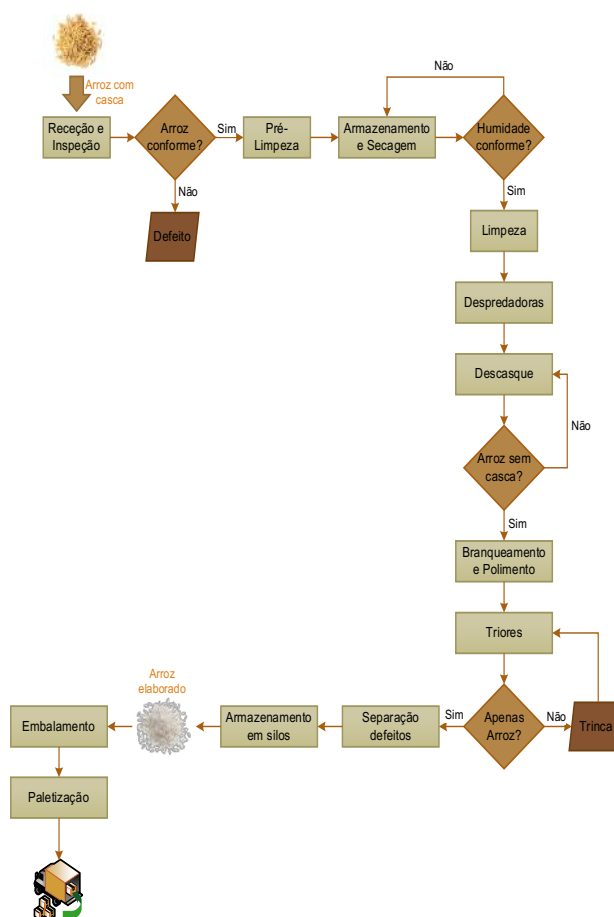 Arroz com
casca
Receção e
Inspeção
Arroz
conforme?
Sim
Não
Defeito
Pré-
Limpeza
Armazenamento
e Secagem
Não
Humidade
conforme?
Sim
Limpeza
Despredadoras
Descasque
Não
Arroz sem
casca?
Sim
Branqueamento
e Polimento
Triores
Apenas
Arroz?
Não
Trinca
Sim
Separação
defeitos
Armazenamento
em silos
Arroz
elaborado
Embalamento
Paletização